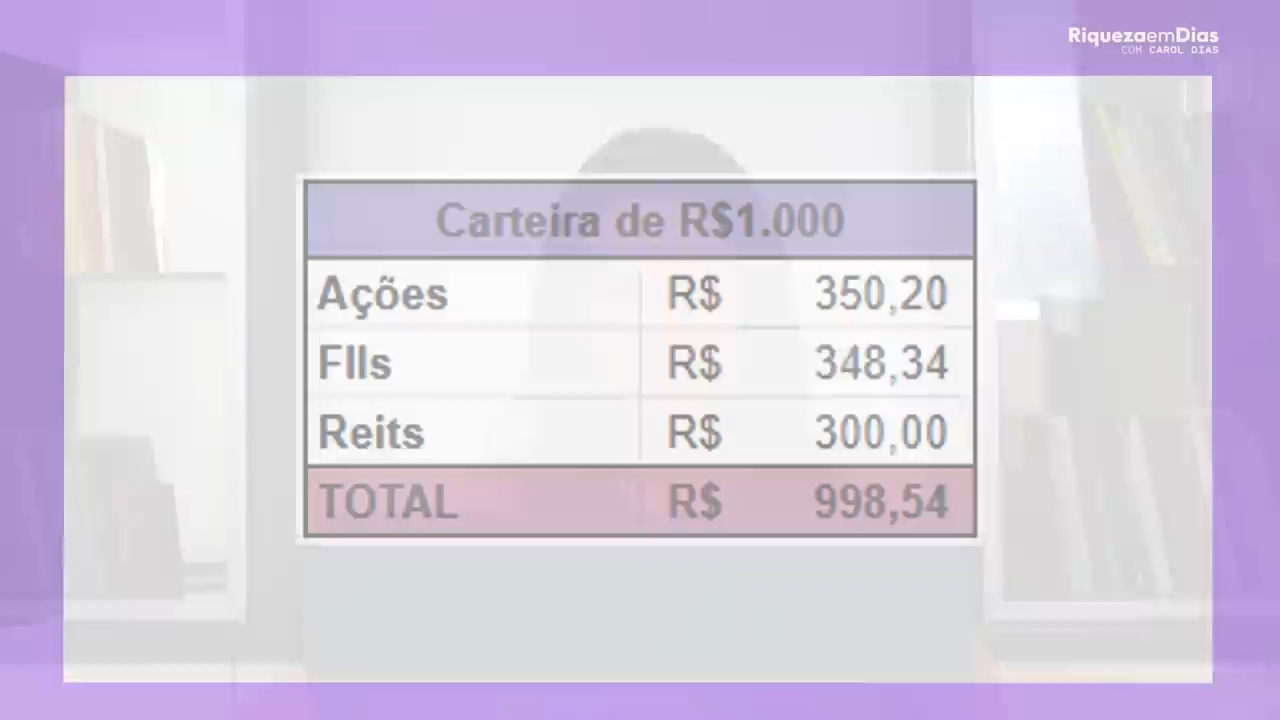 RiquezaemDias
COM CAROL DIAS
Carteira de R$1.000
Ações R$ 350,20
FIIs R$ 348,34
Reits R$ 300,00
TOTAL R$ 998,54